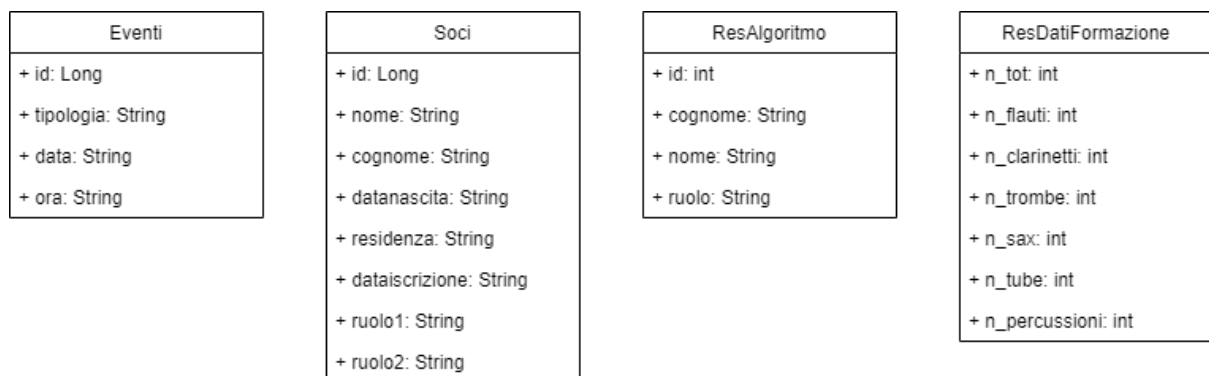 Eventi
+ id: Long
+ tipologia: String
+ data: String
+ ora: String
Soci
+ id: Long
+ nome: String
+ cognome: String
+ datanascita: String
+ residenza: String
+ dataiscrizione: String
+ ruolo1: String
+ ruolo2: String
ResAlgoritmo
+ id: int
+ cognome: String
+ nome: String
+ ruolo: String
ResDatiFormazione
+ n_tot: int
+ n_flauti: int
+ n_clarinetti: int
+ n_trombe: int
+ n_sax: int
+ n_tube: int
+ n_percussioni: int